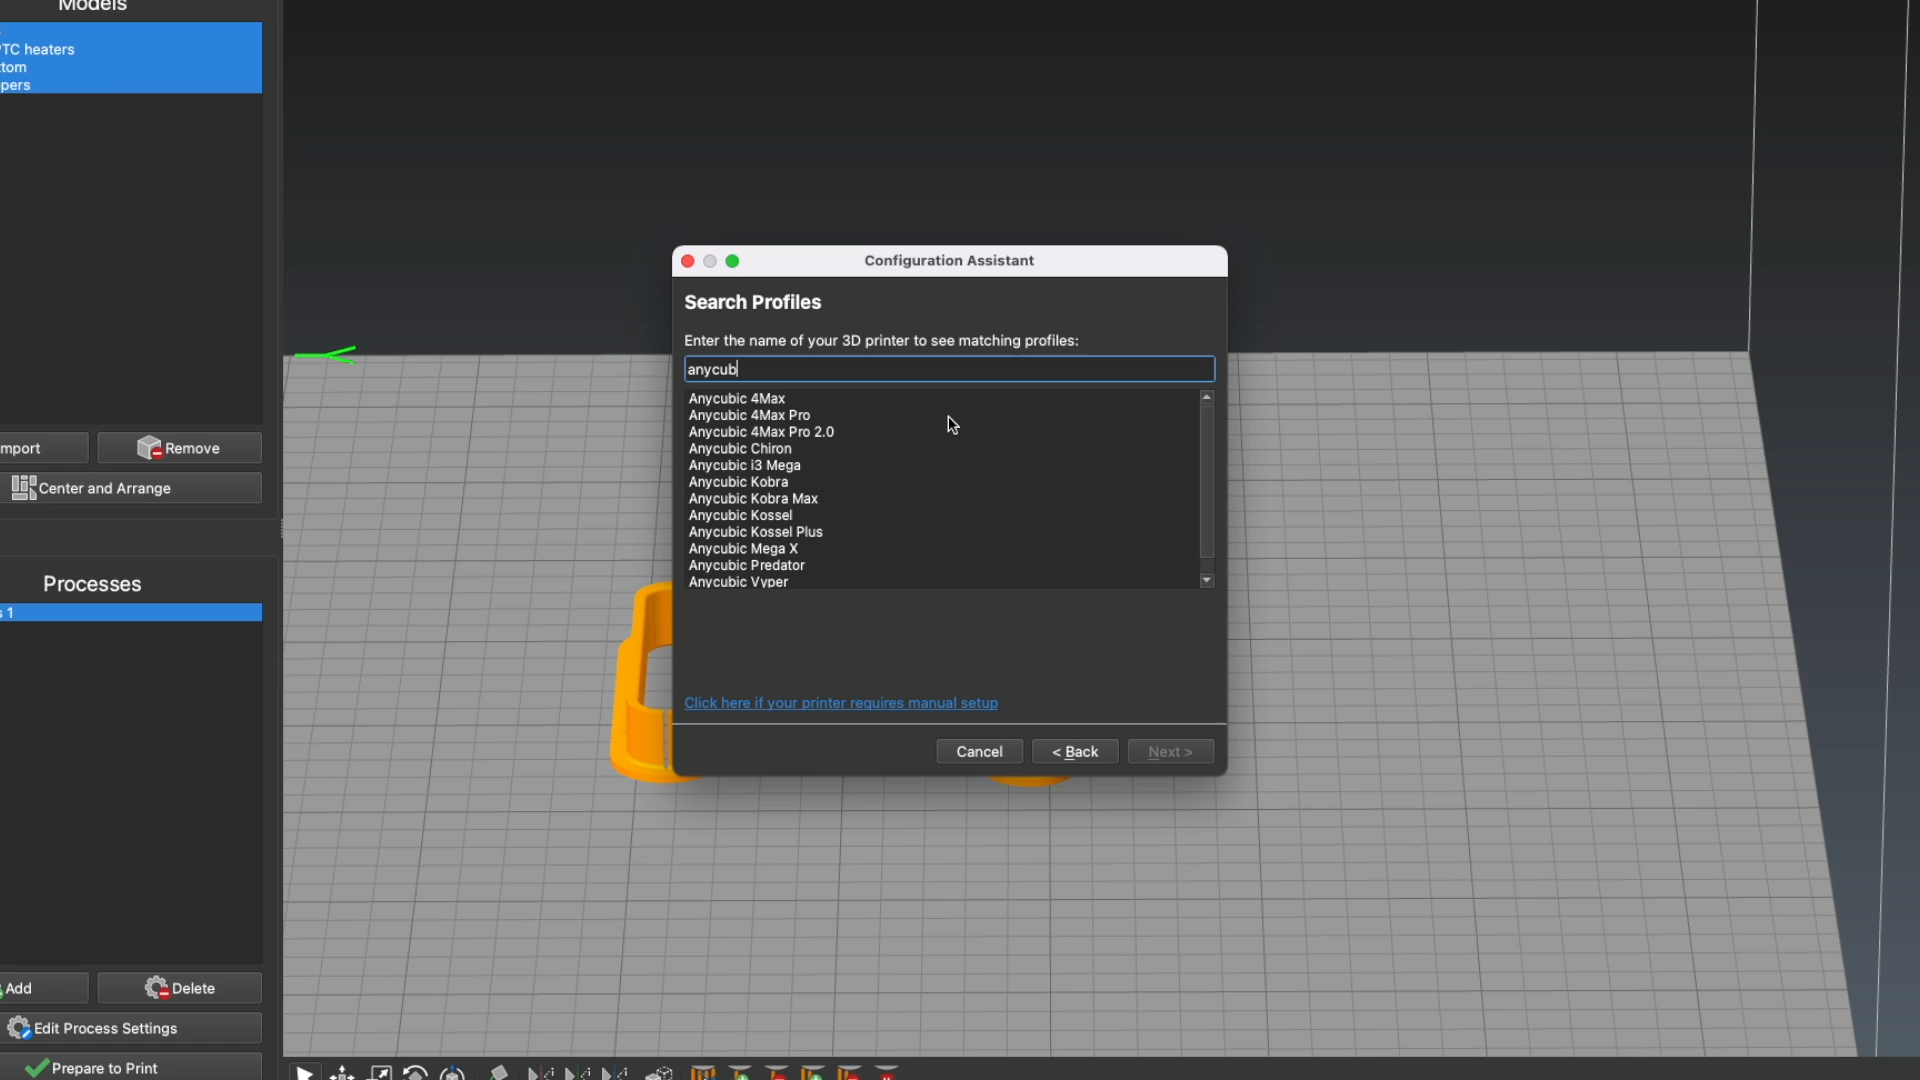 Models
TC heaters
tom
pers
mport
Remove
Center and Arrange
Processes
s 1
Add
Delete
Edit Process Settings
Prepare to Print
Configuration Assistant
Search Profiles
Enter the name of your 3D printer to see matching profiles:
anycub
Anycubic 4Max
Anycubic 4Max Pro
Anycubic 4Max Pro 2.0
Anycubic Chiron
Anycubic i3 Mega
Anycubic Kobra
Anycubic Kobra Max
Anycubic Kossel
Anycubic Kossel Plus
Anycubic Mega X
Anycubic Predator
Anycubic Vyper
Click here if your printer requires manual setup
Cancel
< Back
Next >